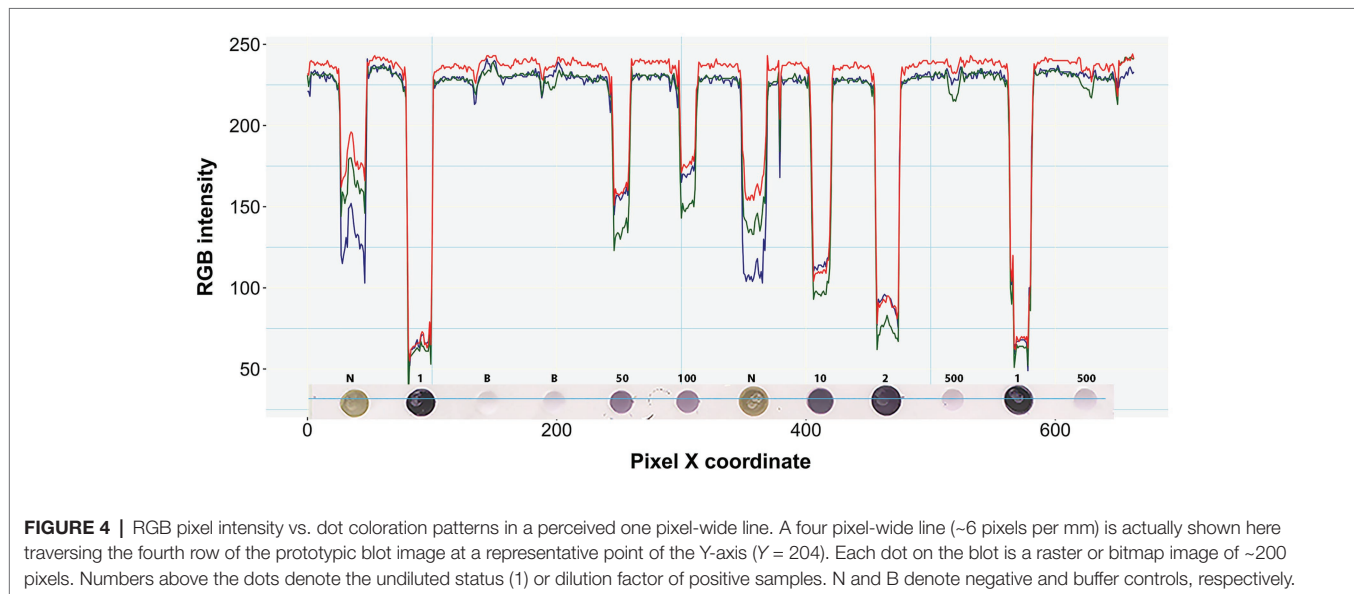 250
200
150
100
50
RGB intensity
N 1 B B 50 100 N 10 2 500 1 500
0 200 400 600
Pixel X coordinate
FIGURE 4 | RGB pixel intensity vs. dot coloration patterns in a perceived one pixel-wide line. A four pixel-wide line (~6 pixels per mm) is actually shown here
traversing the fourth row of the prototypic blot image at a representative point of the Y-axis (Y = 204). Each dot on the blot is a raster or bitmap image of ~200
pixels. Numbers above the dots denote the undiluted status (1) or dilution factor of positive samples. N and B denote negative and buffer controls, respectively.